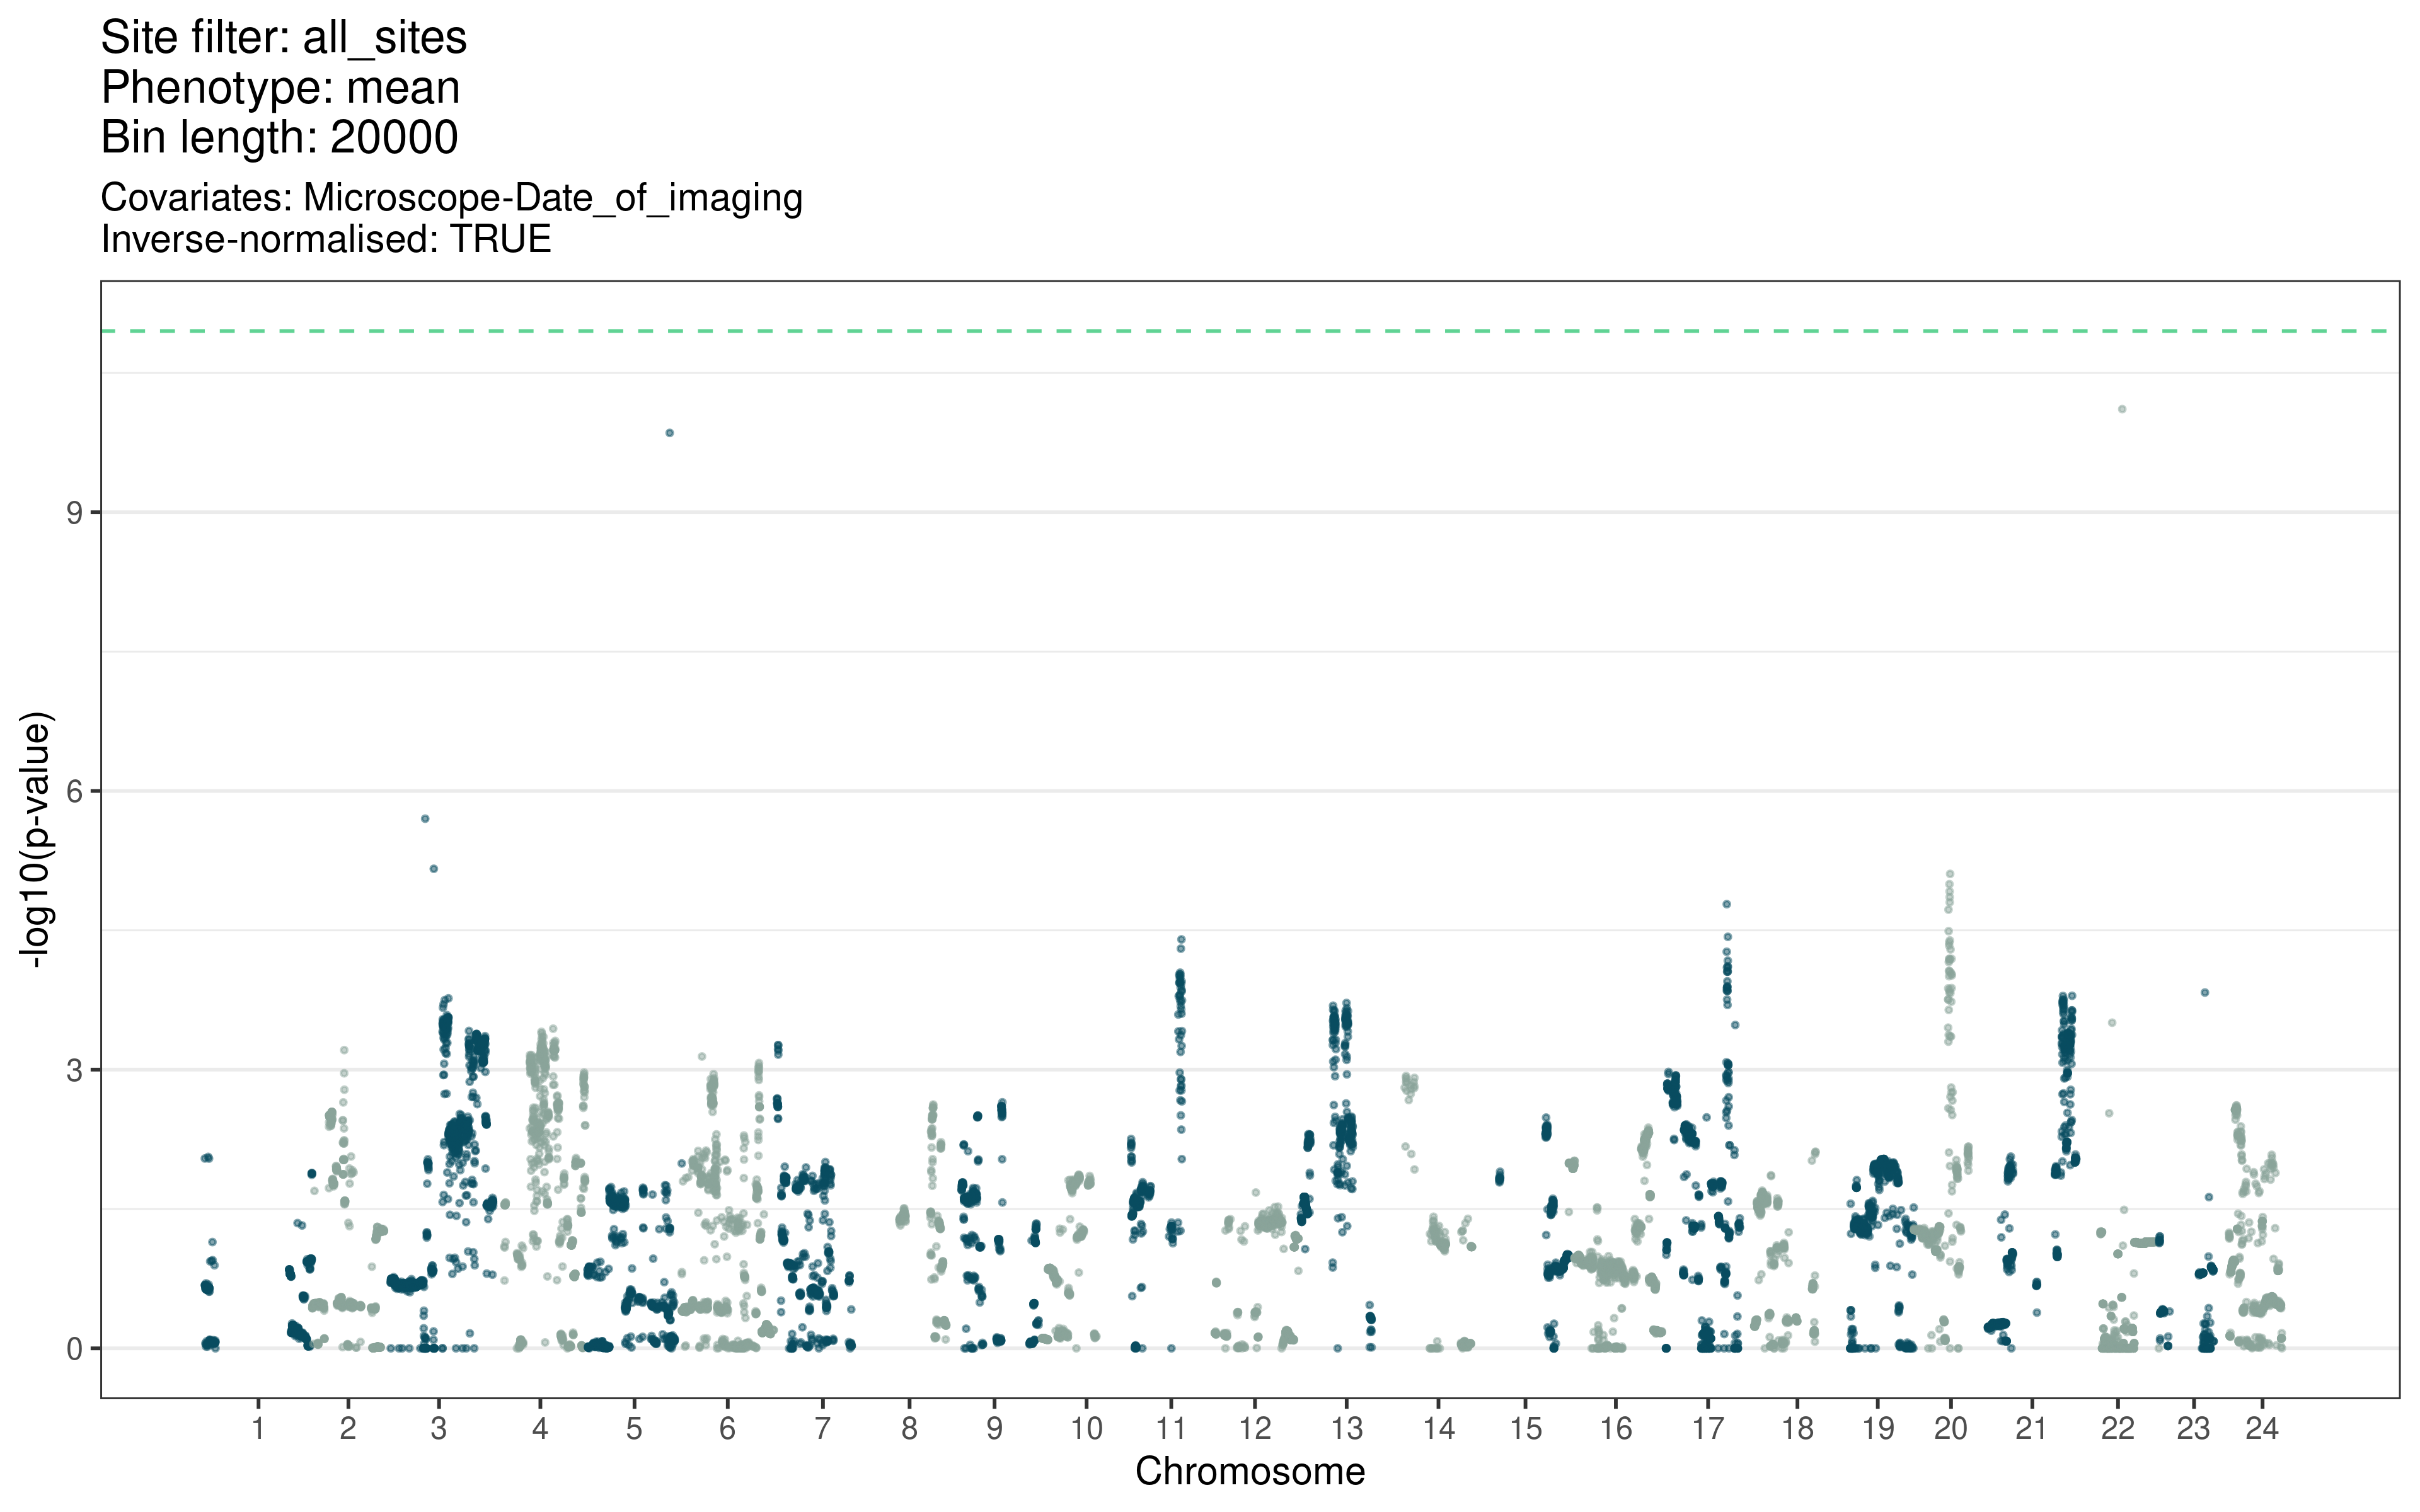 Site filter: all_sites
Phenotype: mean
Bin length: 20000
Covariates: Microscope-Date_of_imaging
Inverse-normalised: TRUE
9
6
3
0
-log10(p-value)
1 2 3 4 5 6 7 8 9 10 11 12 13 14 15 16 17 18 19 20 21 22 23 24
Chromosome